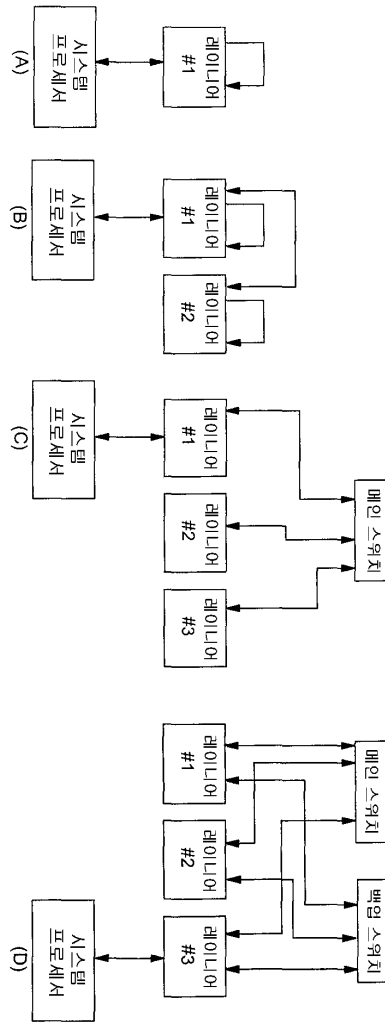 레이니어
#1
시스템
프로세서
(A)
레이니어
#1
레이니어
#2
시스템
프로세서
(B)
메인 스위치
레이니어
#1
레이니어
#2
레이니어
#3
시스템
프로세서
(C)
메인 스위치
백업 스위치
레이니어
#1
레이니어
#2
레이니어
#3
시스템
프로세서
(D)